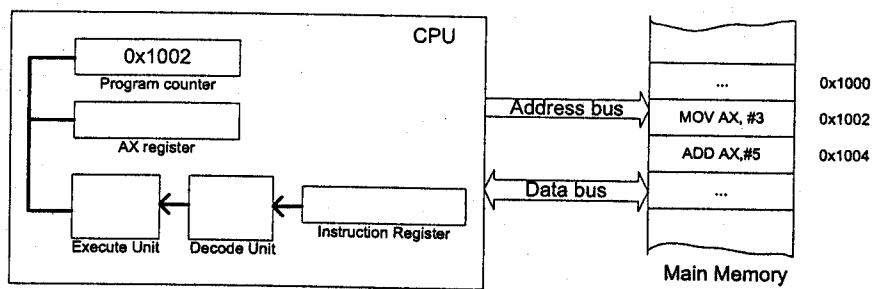 CPU
0x1002
Program counter
AX register
Execute Unit
Decode Unit
Instruction Register
Address bus
Data bus
...
0x1000
MOV AX, #3
0x1002
ADD AX,#5
0x1004
...
Main Memory